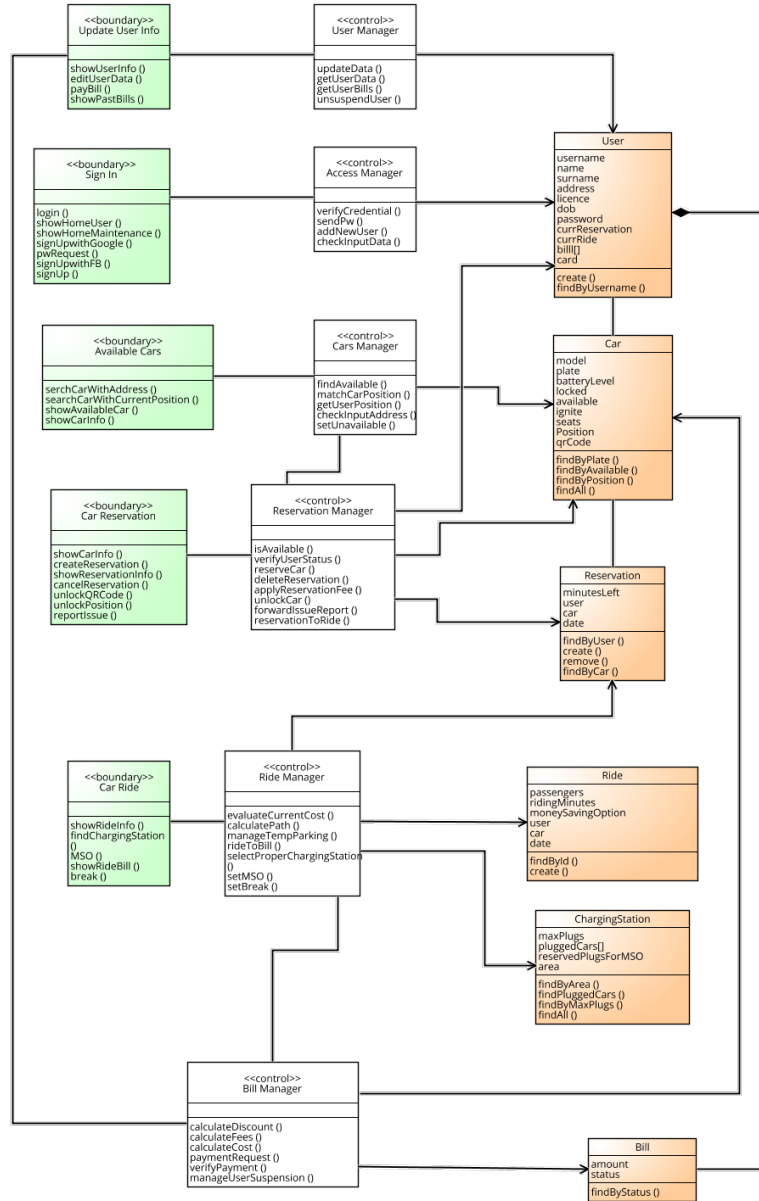 <<boundary>>
Update User Info
showUserInfo ()
editUserData ()
payBill ()
showPastBills ()
<<control>>
User Manager
updateData ()
getUserData ()
getUserBills ()
unsuspendUser ()
User
username
name
surname
address
licence
dob
password
currReservation
currRide
billl[]
card
create ()
findByUsername ()
<<boundary>>
Sign In
login ()
showHomeUser ()
showHomeMaintenance ()
signUpwithGoogle ()
pwRequest ()
signUpwithFB ()
signUp ()
<<control>>
Access Manager
verifyCredential ()
sendPw ()
addNewUser ()
checkInputData ()
<<boundary>>
Available Cars
serchCarWithAddress ()
searchCarWithCurrentPosition ()
showAvailableCar ()
showCarInfo ()
<<control>>
Cars Manager
findAvailable ()
matchCarPosition ()
getUserPosition ()
checkInputAddress ()
setUnavailable ()
Car
model
plate
batteryLevel
locked
available
ignite
seats
Position
qrCode
findByPlate ()
findByAvailable ()
findByPosition ()
findAll ()
<<boundary>>
Car Reservation
showCarInfo ()
createReservation ()
showReservationInfo ()
cancelReservation ()
unlockQRCode ()
unlockPosition ()
reportIssue ()
<<control>>
Reservation Manager
isAvailable ()
verifyUserStatus ()
reserveCar ()
deleteReservation ()
applyReservationFee ()
unlockCar ()
forwardIssueReport ()
reservationToRide ()
Reservation
minutesLeft
user
car
date
findByUser ()
create ()
remove ()
findByCar ()
<<boundary>>
Car Ride
showRideInfo ()
findChargingStation
()
MSO ()
showRideBill ()
break ()
<<control>>
Ride Manager
evaluateCurrentCost ()
calculatePath ()
manageTempParking ()
rideToBill ()
selectProperChargingStation
()
setMSO ()
setBreak ()
Ride
passengers
ridingMinutes
moneySavingOption
user
car
date
findById ()
create ()
ChargingStation
maxPlugs
pluggedCars[]
reservedPlugsForMSO
area
findByArea ()
findPluggedCars ()
findByMaxPlugs ()
findAll ()
<<control>>
Bill Manager
calculateDiscount ()
calculateFees ()
calculateCost ()
paymentRequest ()
verifyPayment ()
manageUserSuspension ()
Bill
amount
status
findByStatus ()